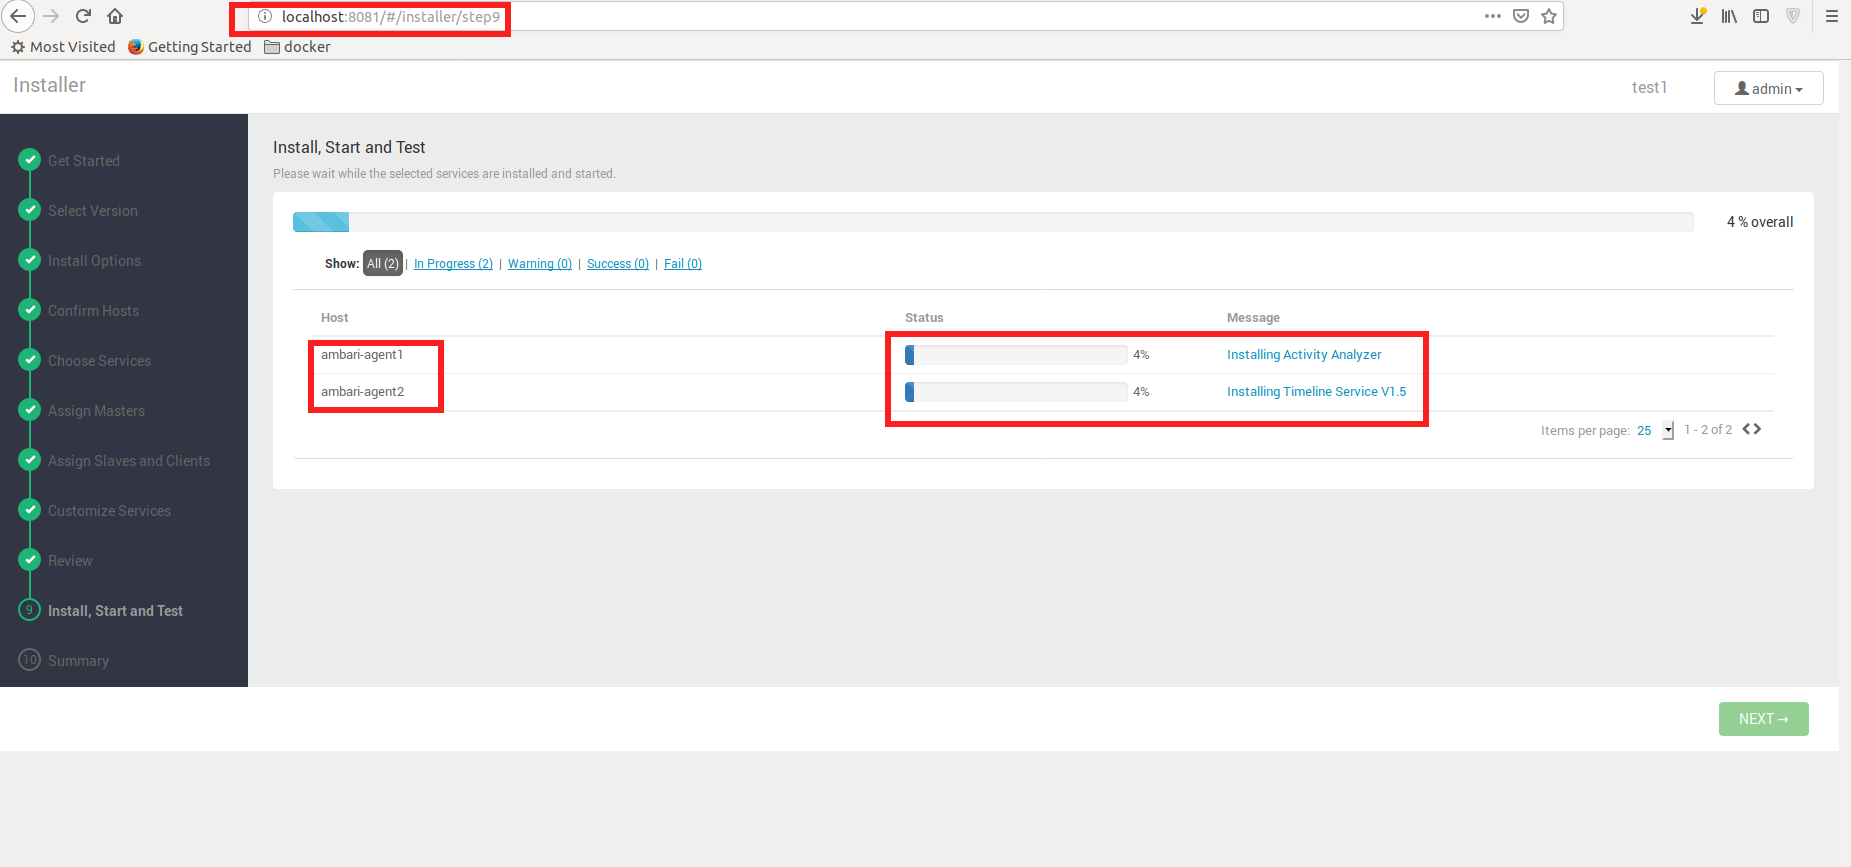 localhost:8081/#/installer/step9
Most Visited Getting Started docker
Installer
test1 admin
Get Started
Select Version
Install Options
Confirm Hosts
Choose Services
Assign Masters
Assign Slaves and Clients
Customize Services
Review
9 Install, Start and Test
10 Summary
Install, Start and Test
Please wait while the selected services are installed and started.
4 % overall
Show: All (2) | In Progress (2) | Warning (0) | Success (0) | Fail (0)
Host Status Message
ambari-agent1 4% Installing Activity Analyzer
ambari-agent2 4% Installing Timeline Service V1.5
Items per page: 25 1 - 2 of 2
NEXT →